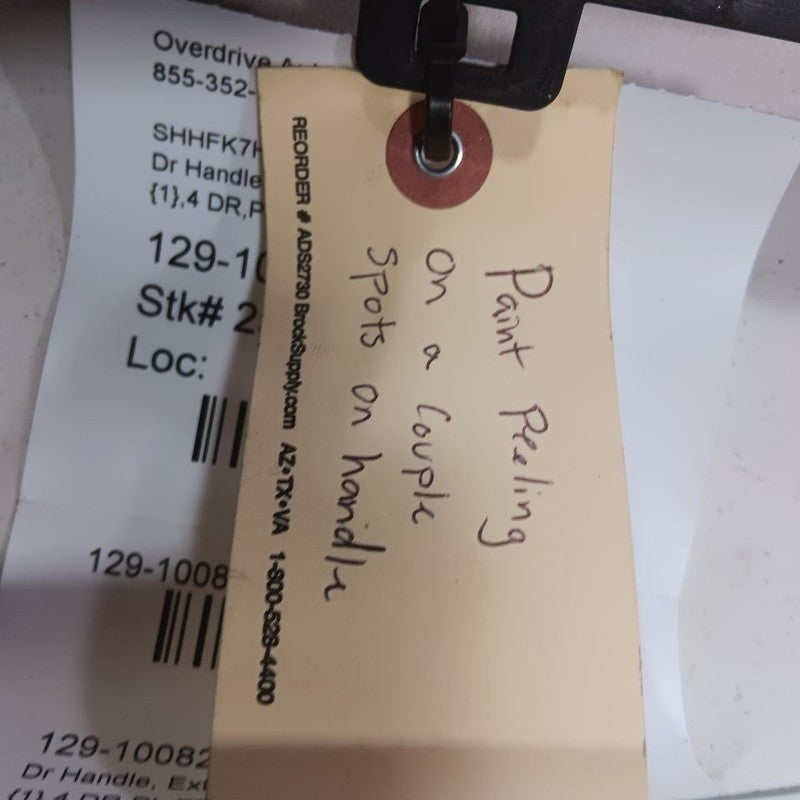 Overdrive
855-352-
SHHFK7
Dr Handle
{1},4 DR,P
129-10
Stk# 2
Loc:
129-1008
129-10082
Dr Handle, Ext
REORDER # ADS2730 BrockSupply.com AZ•TX•VA 1-800-528-4400
Paint Peeling
on a Couple
Spots on handle